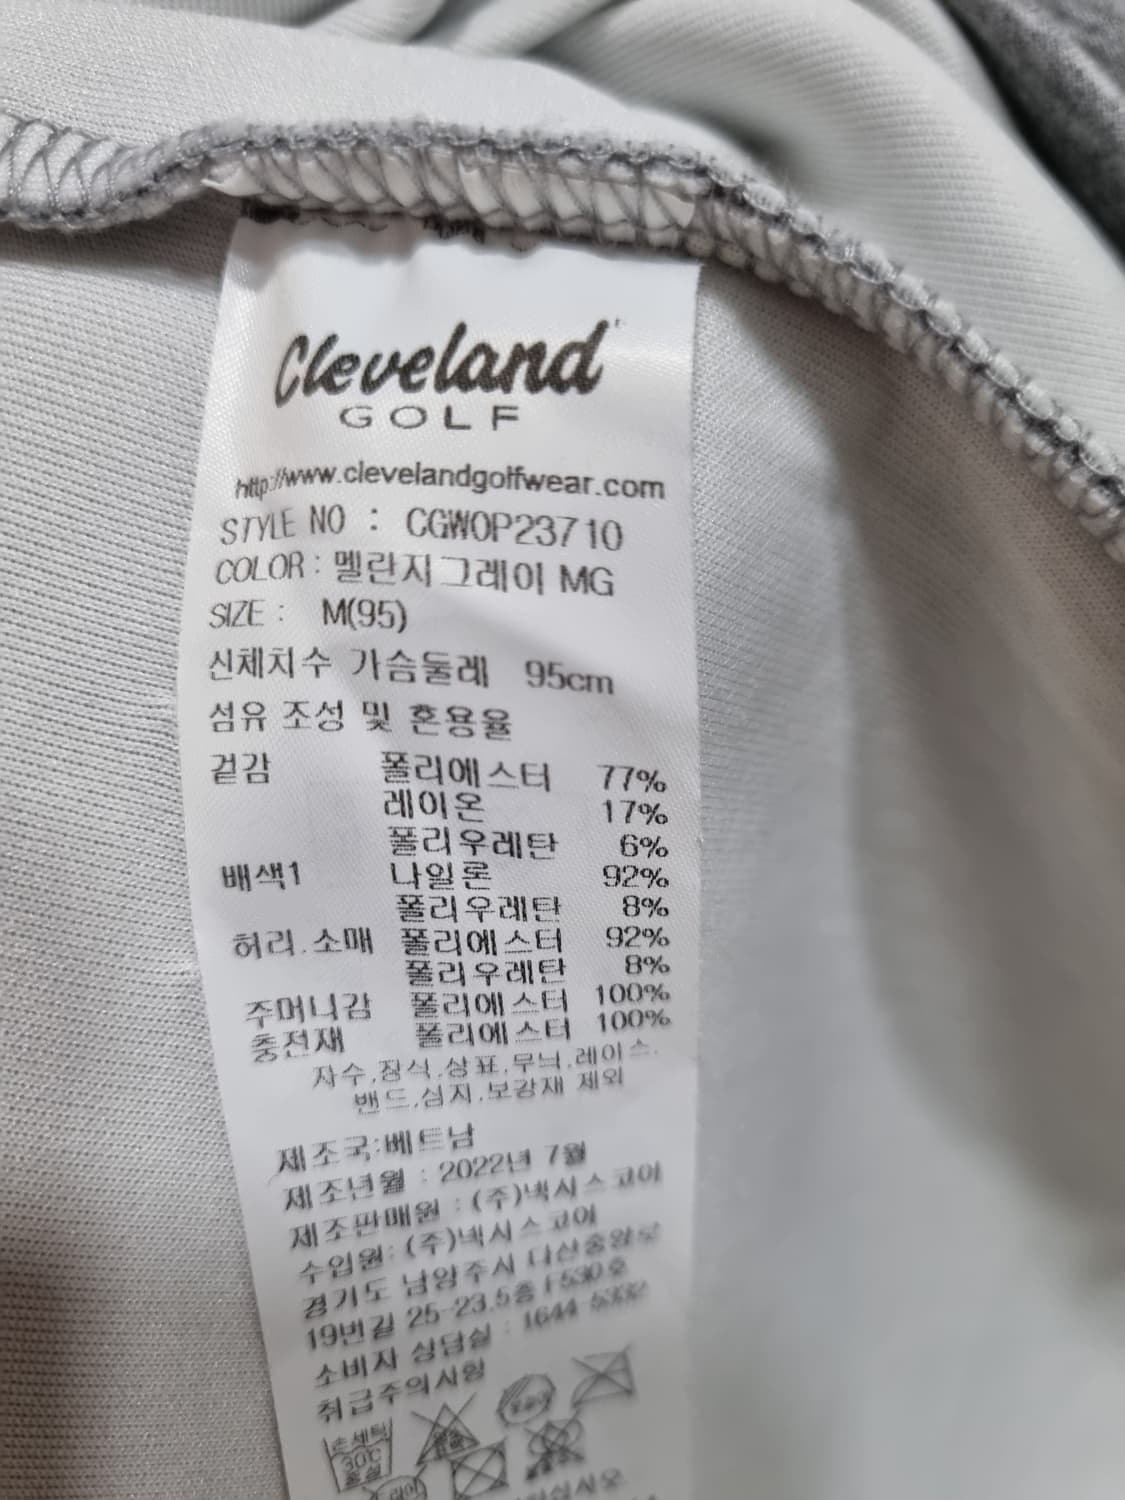 Cleveland
GOLF
http://www.clevelandgolfwear.com
STYLE NO : CGWOP23710
COLOR : 멜란지그레이 MG
SIZE : M(95)
신체치수 가슴둘레 95cm
섬유 조성 및 혼용율
겉감 폴리에스터 77%
레이온 17%
폴리우레탄 6%
배색1 나일론 92%
폴리우레탄 8%
허리.소매 폴리에스터 92%
폴리우레탄 8%
주머니감 폴리에스터 100%
충전재 폴리에스터 100%
자수,장식,상표,무늬,레이스.
밴드,심지,보강재 제외
제조국:베트남
제조년월 : 2022년 7월
제조판매원 : (주)넥시스코어
수입원: (주)넥시스코어
경기도 남양주시 다산중앙로
19번길 25-23.5층 F530호
소비자 상담실 : 1644-5332
취급주의사항
손세탁
30℃
중성